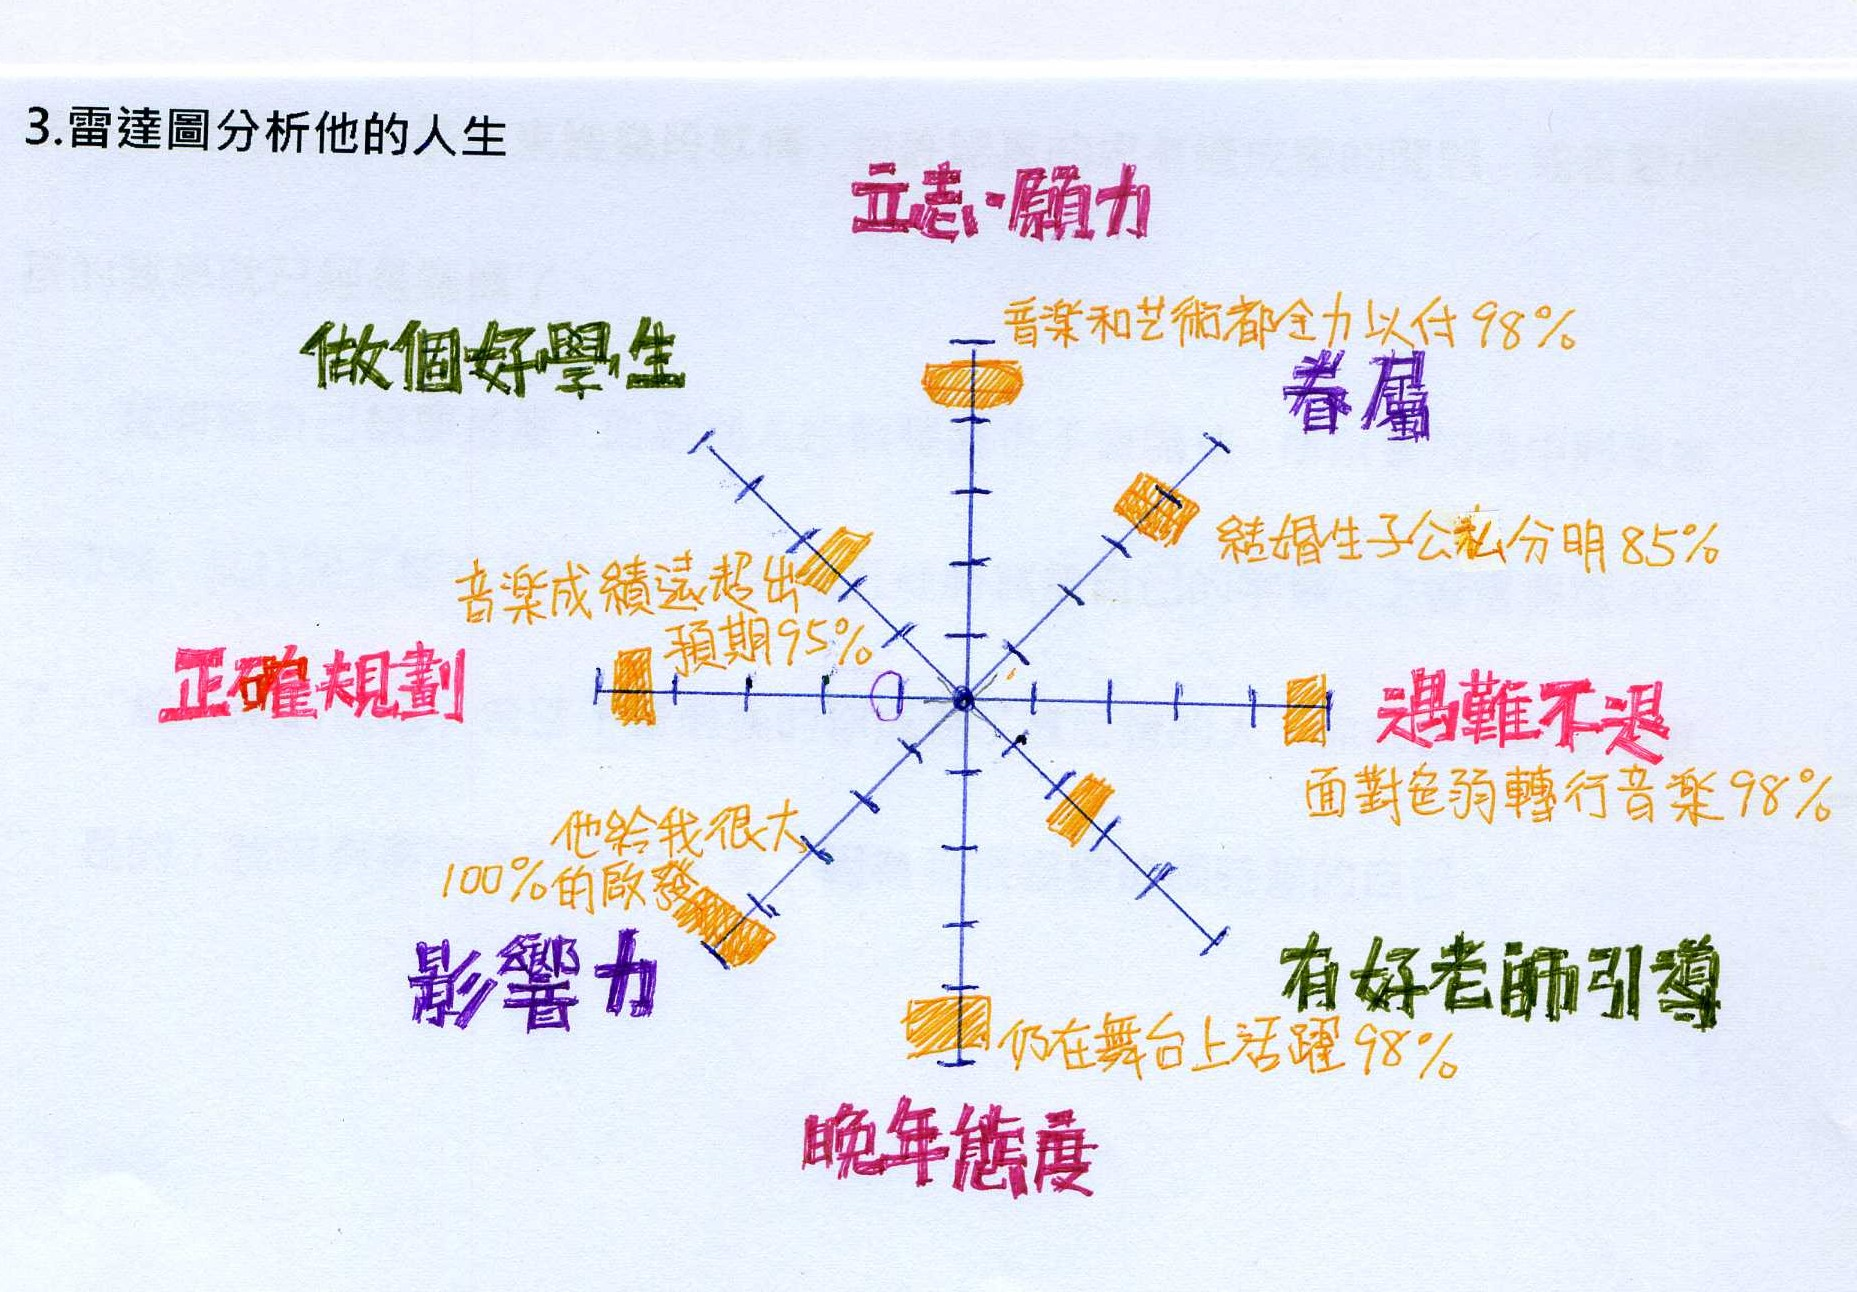 3.雷達圖分析他的人生
立志·願力
音楽和艺術都全力以付98%
做個好學生
眷屬
結婚生子公私分明85%
音楽成績遠超出
預期95%
正確規劃
遇難不退
面對色弱轉行音楽98%
他給我很大
100%的啟發
影響力
有好老師引導
仍在舞台上活躍98%
晚年態度